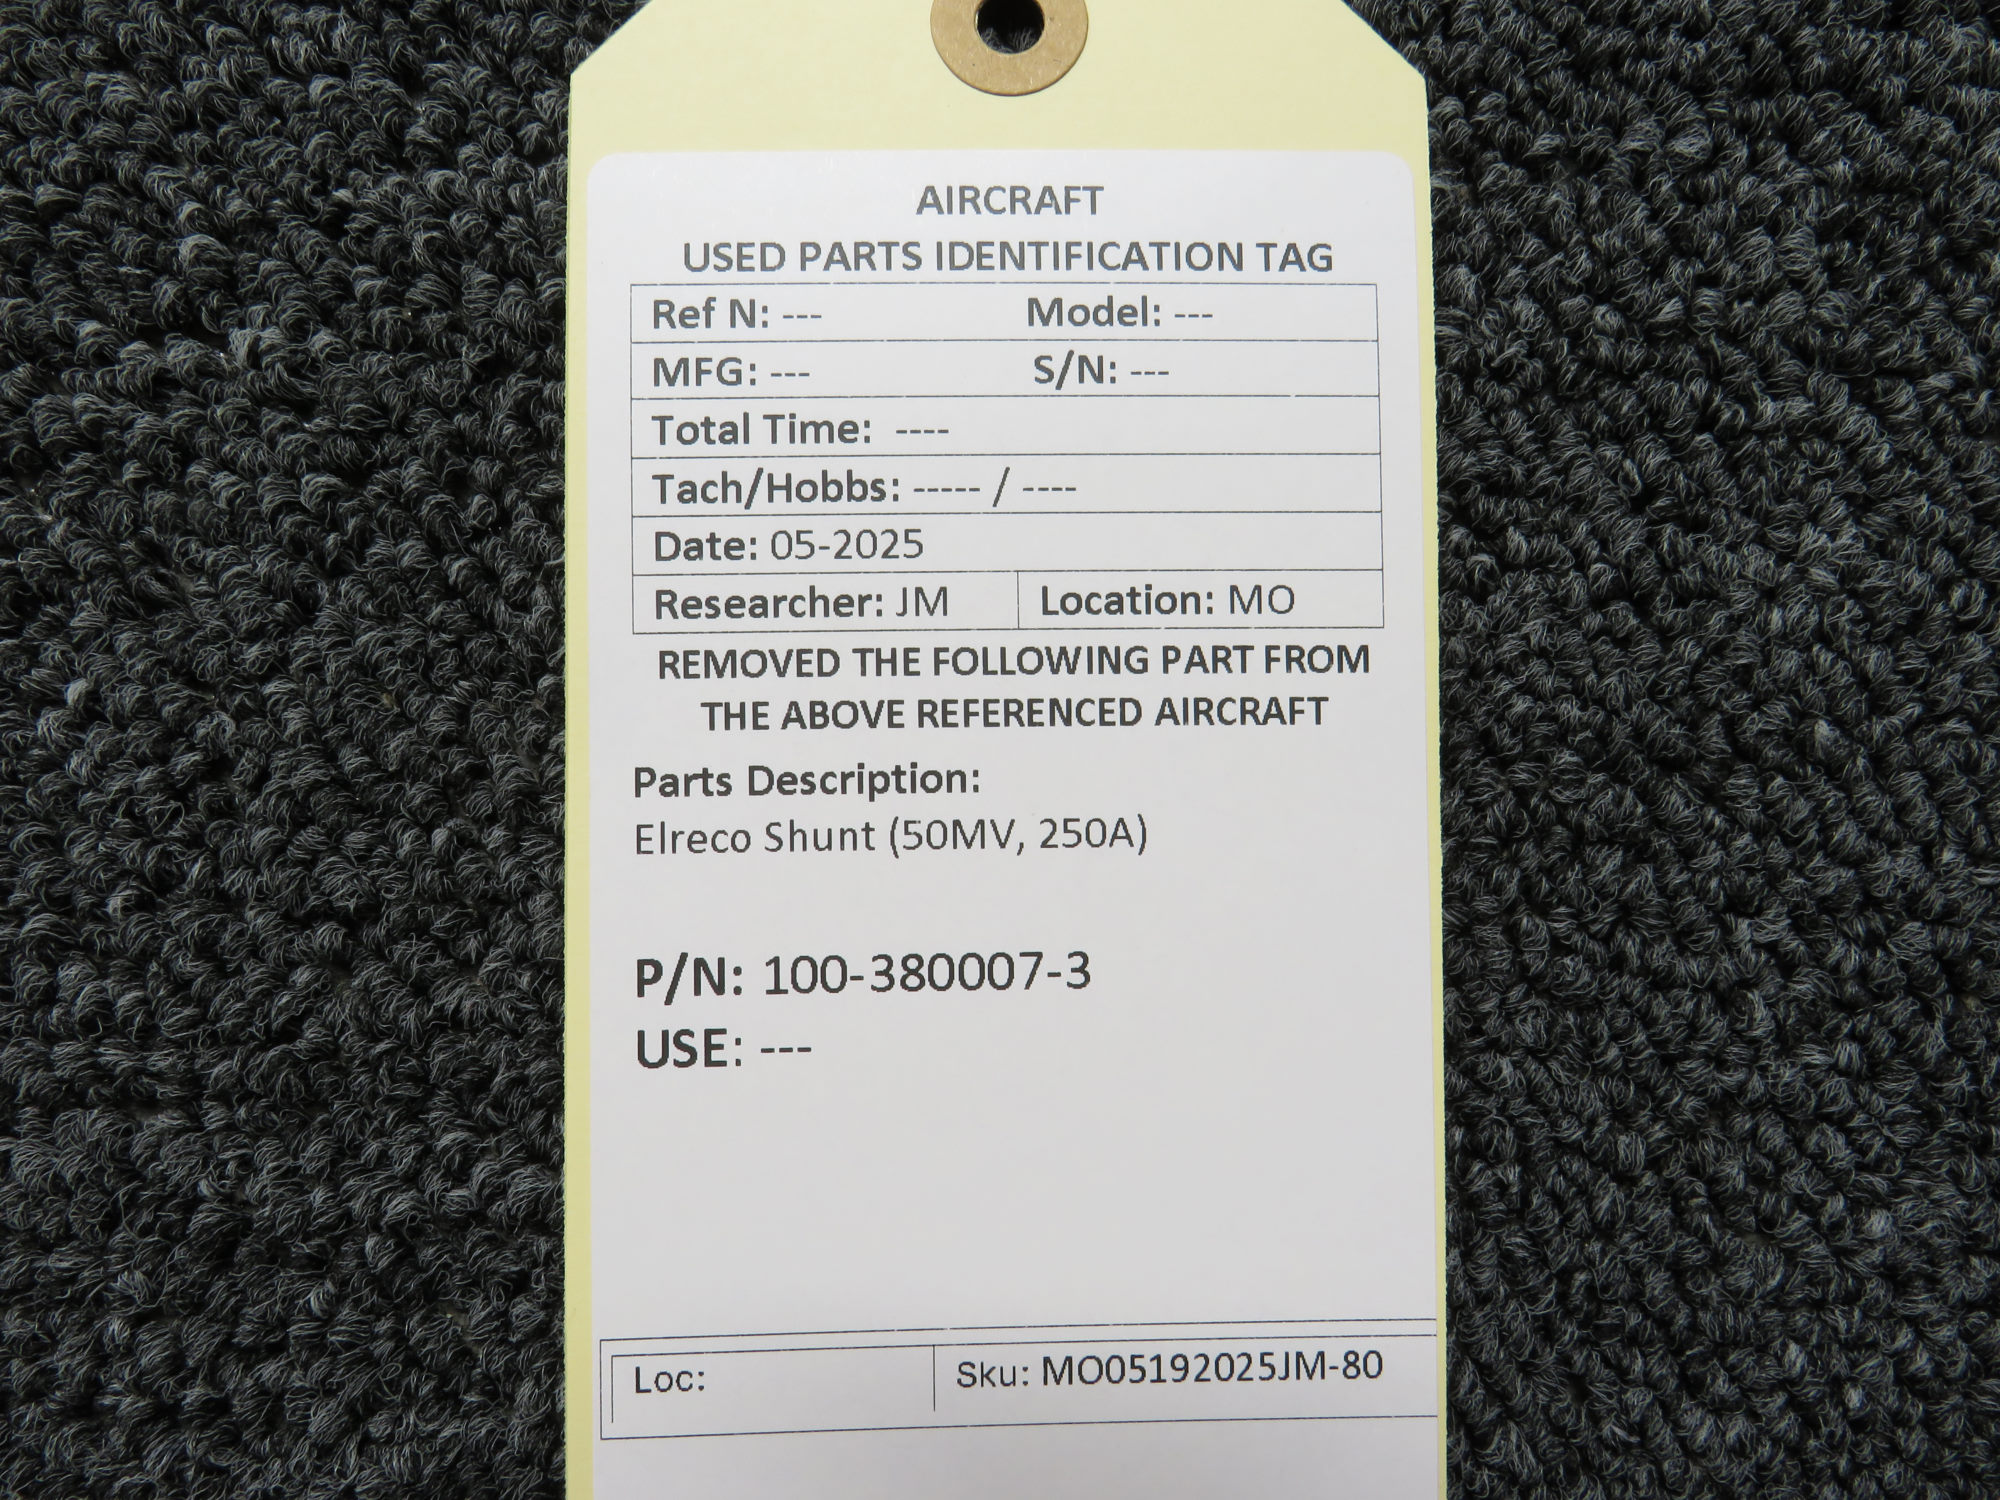 AIRCRAFT
USED PARTS IDENTIFICATION TAG
Ref N: --- Model: ---
MFG: --- S/N: ---
Total Time: ----
Tach/Hobbs: ----- / ----
Date: 05-2025
Researcher: JM Location: MO
REMOVED THE FOLLOWING PART FROM
THE ABOVE REFERENCED AIRCRAFT
Parts Description:
Elreco Shunt (50MV, 250A)
P/N: 100-380007-3
USE: ---
Loc: Sku: MO05192025JM-80